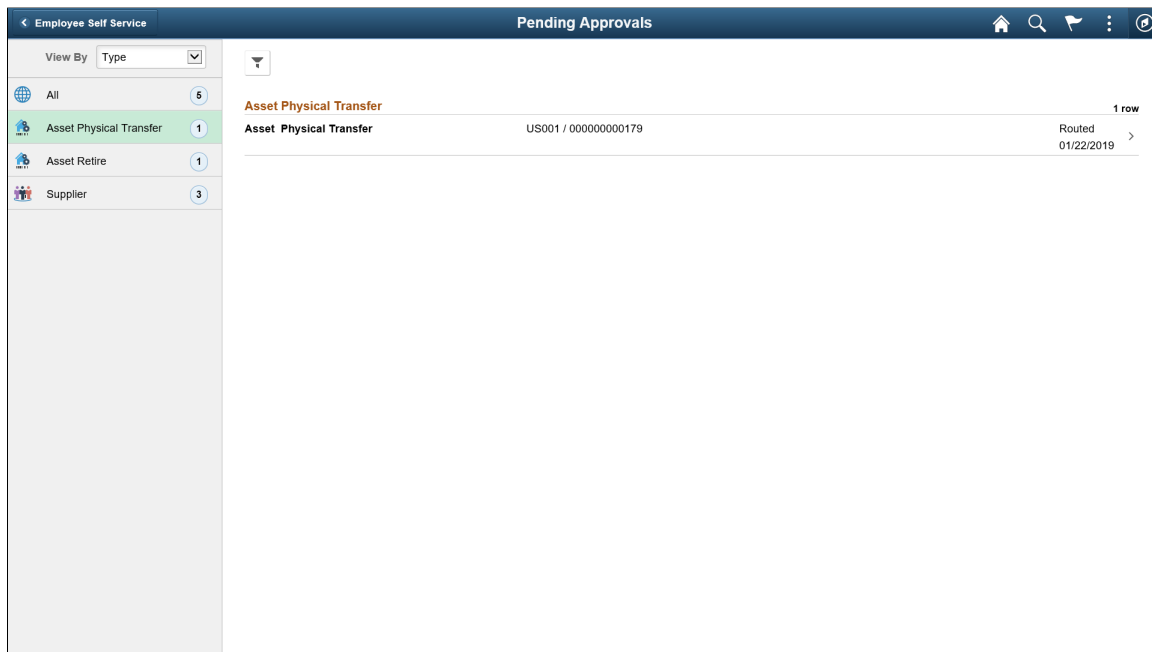 Employee Self Service
Pending Approvals
View By Type
All 5
Asset Physical Transfer 1
Asset Retire 1
Supplier 3
Asset Physical Transfer
1 row
Asset Physical Transfer US001 / 000000000179 Routed
01/22/2019